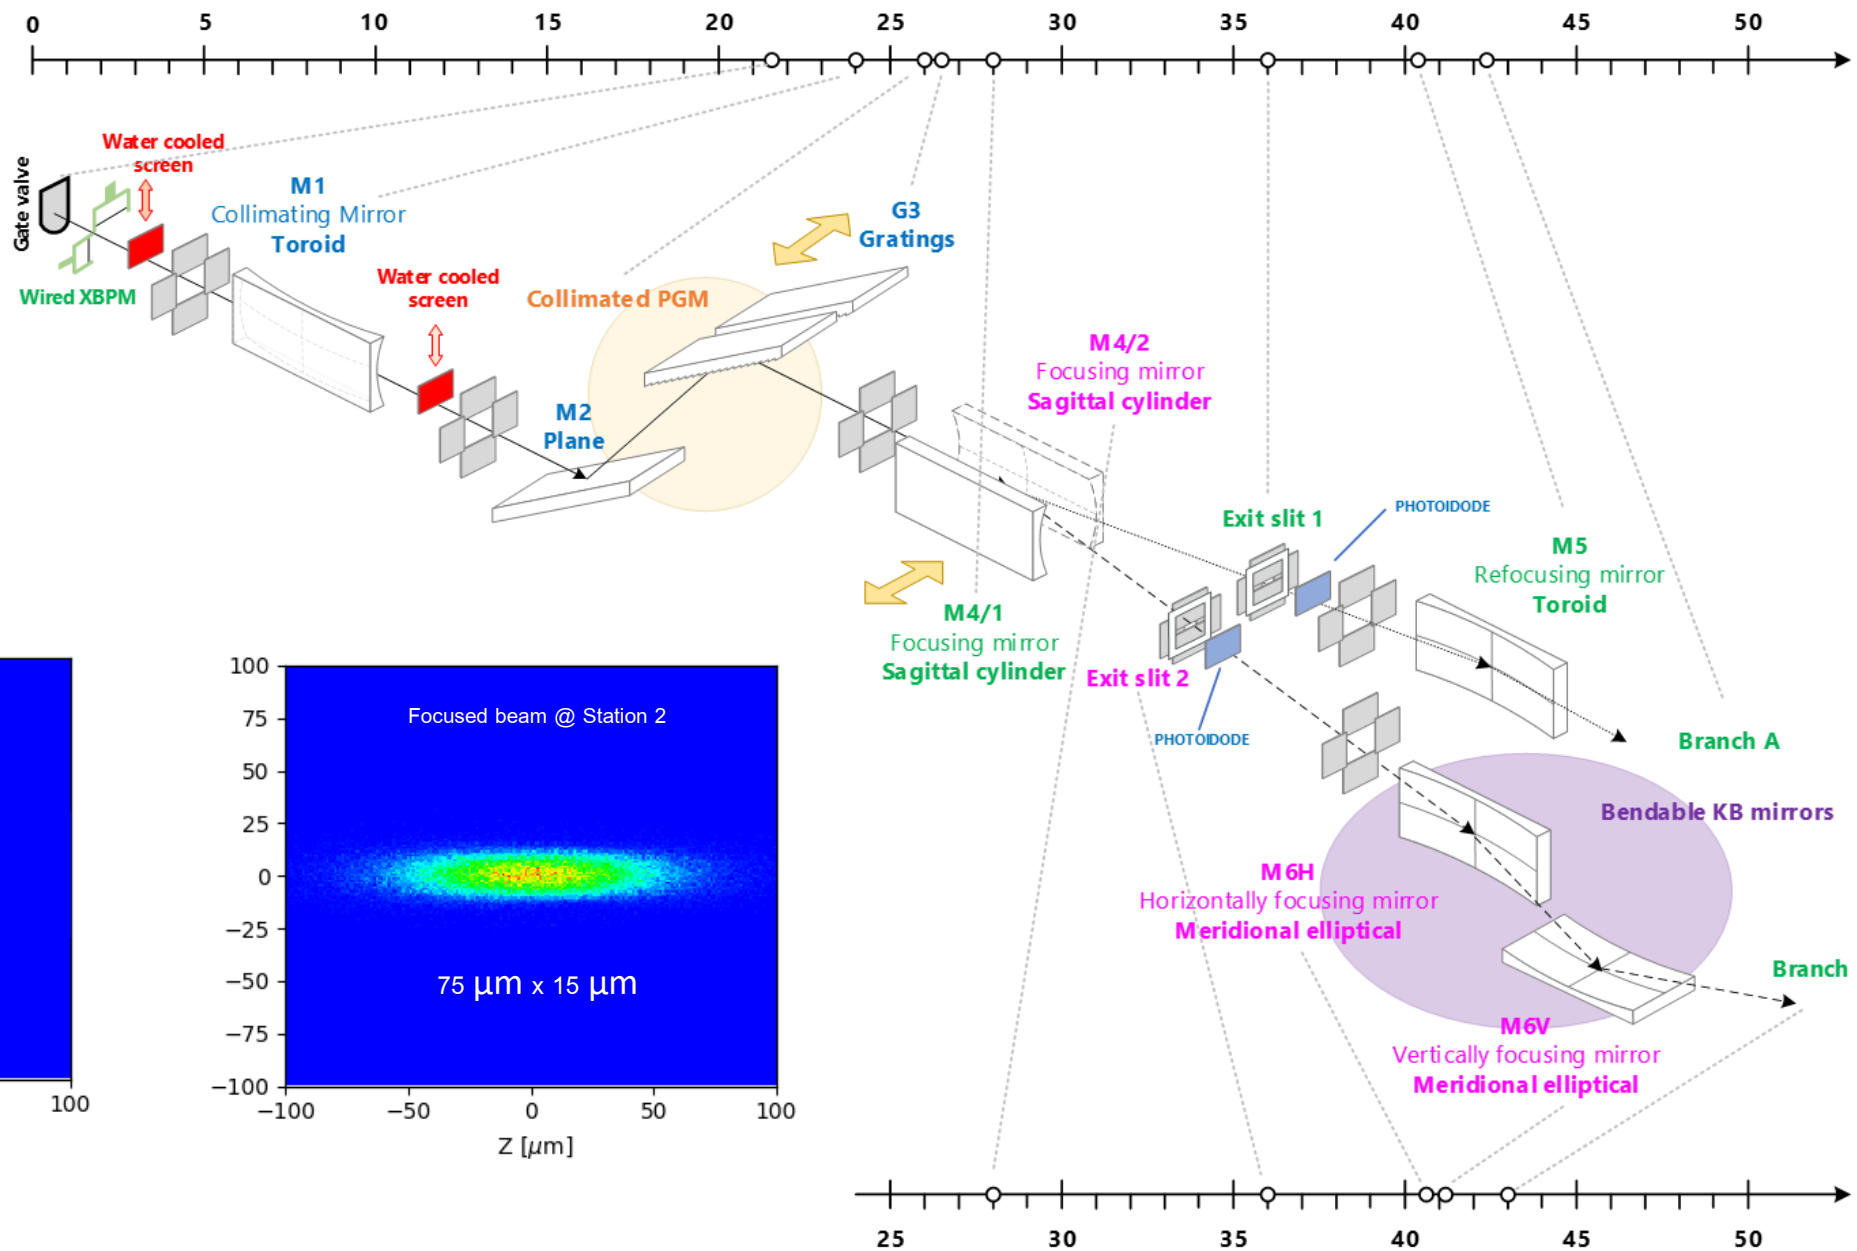 0 5 10 15 20 25 30 35 40 45 50
Gate valve
Water cooled
screen
Wired XBPM
M1
Collimating Mirror
Toroid
Water cooled
screen
Collimated PGM
M2
Plane
G3
Gratings
M4/2
Focusing mirror
Sagittal cylinder
M4/1
Focusing mirror
Sagittal cylinder
Exit slit 1
PHOTOIDODE
Exit slit 2
PHOTOIDODE
M5
Refocusing mirror
Toroid
Branch A
Bendable KB mirrors
M6H
Horizontally focusing mirror
Meridional elliptical
Branch
M6V
Vertically focusing mirror
Meridional elliptical
25 30 35 40 45 50
100
100
75
50
25
0
−25
−50
−75
−100
Focused beam @ Station 2
75 μm x 15 μm
−100 −50 0 50 100
Z [μm]